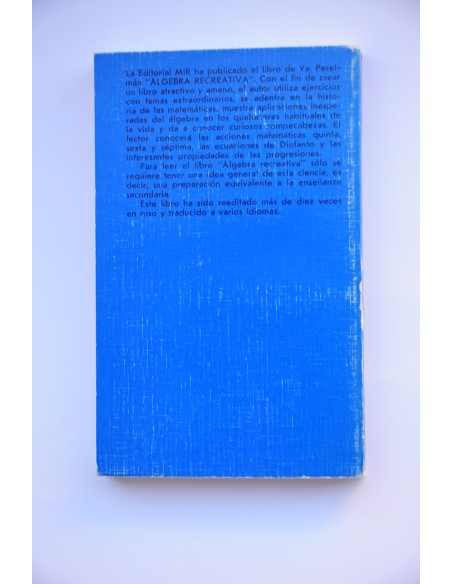 La Editorial MIR ha publicado el libro de Ya. Perel-
mán "ÁLGEBRA RECREATIVA". Con el fin de crear
un libro atractivo y ameno, el autor utiliza ejercicios
con temas extraordinarios, se adentra en la histo-
ria de las matemáticas, muestra aplicaciones inespe-
radas del álgebra en los quehaceres habituales de
la vida y da a conocer curiosos rompecabezas. El
lector conocerá las acciones matemáticas quinta,
sexta y séptima, las ecuaciones de Diofanto y las
interesantes propiedades de las progresiones.
Para leer el libro "Álgebra recreativa" sólo se
requiere tener una idea general de esta ciencia, es
decir, una preparación equivalente a la enseñanza
secundaria.
Este libro ha sido reeditado más de diez veces
en ruso y traducido a varios idiomas.